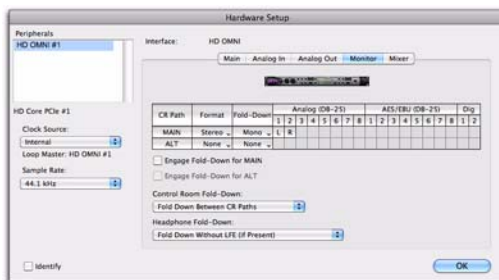 Hardware Setup
Peripherals
HD OMNI #1
HD Core PCIe #1
Clock Source:
Internal
Loop Master: HD OMNI #1
Sample Rate:
44.1 kHz
Identify
Interface: HD OMNI
Main Analog In Analog Out Monitor Mixer
CR Path Format Fold-Down Analog (DB-25) AES/EBU (DB-25) Dig
1 2 3 4 5 6 7 8 1 2 3 4 5 6 7 8 1 2
MAIN Stereo Mono L R
ALT None None
Engage Fold-Down for MAIN
Engage Fold-Down for ALT
Control Room Fold-Down:
Fold Down Between CR Paths
Headphone Fold-Down:
Fold Down Without LFE (if Present)
OK